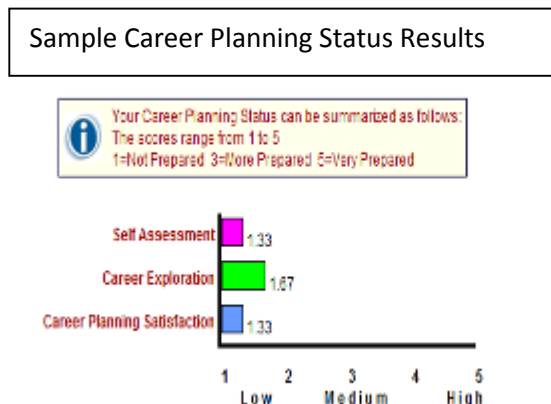 Sample Career Planning Status Results
Your Career Planning Status can be summarized as follows:
The scores range from 1 to 5
1=Not Prepared 3=More Prepared 5=Very Prepared
Self Assessment 1.33
Career Exploration 1.67
Career Planning Satisfaction 1.33
1 2 3 4 5
Low Medium High